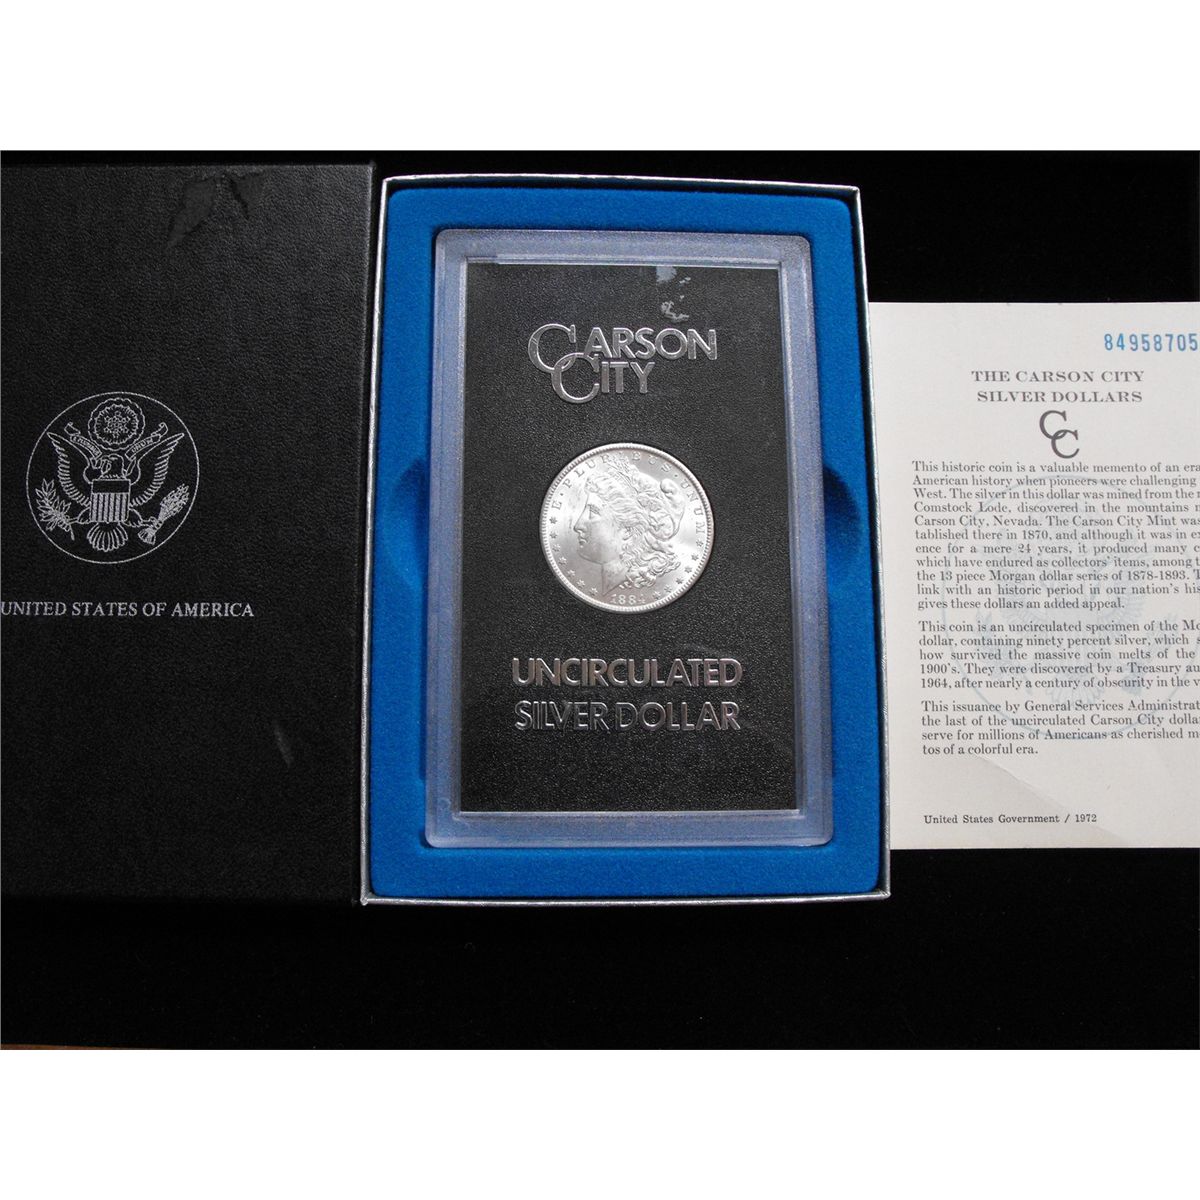 UNITED STATES OF AMERICA
CARSON
CITY
E·PLURIBUS·UNUM
1884
UNCIRCULATED
SILVER DOLLAR
84958705
THE CARSON CITY
SILVER DOLLARS
CC
This historic coin is a valuable memento of an era
American history when pioneers were challenging
West. The silver in this dollar was mined from the
Comstock Lode, discovered in the mountains
Carson City, Nevada. The Carson City Mint was
tablished there in 1870, and although it was in
ence for a mere 24 years, it produced many
which have endured as collectors' items, among
the 13 piece Morgan dollar series of 1878-1893.
link with an historic period in our nation's
gives these dollars an added appeal.
This coin is an uncirculated specimen of the
dollar, containing ninety percent silver, which
how survived the massive coin melts of the
1900's. They were discovered by a Treasury
1964, after nearly a century of obscurity in the
This issuance by General Services
the last of the uncirculated Carson City
serve for millions of Americans as cherished
tos of a colorful era.
United States Government / 1972